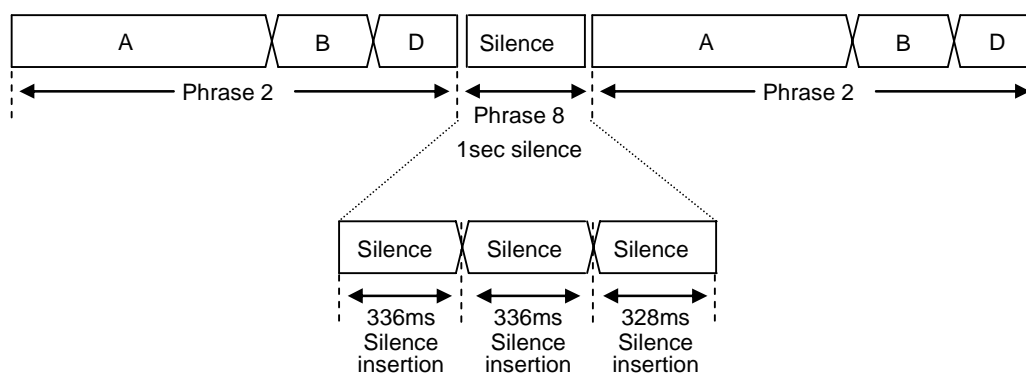 A B D Silence A B D
Phrase 2 Phrase 8 Phrase 2
1sec silence
Silence Silence Silence
336ms 336ms 328ms
Silence Silence Silence
insertion insertion insertion